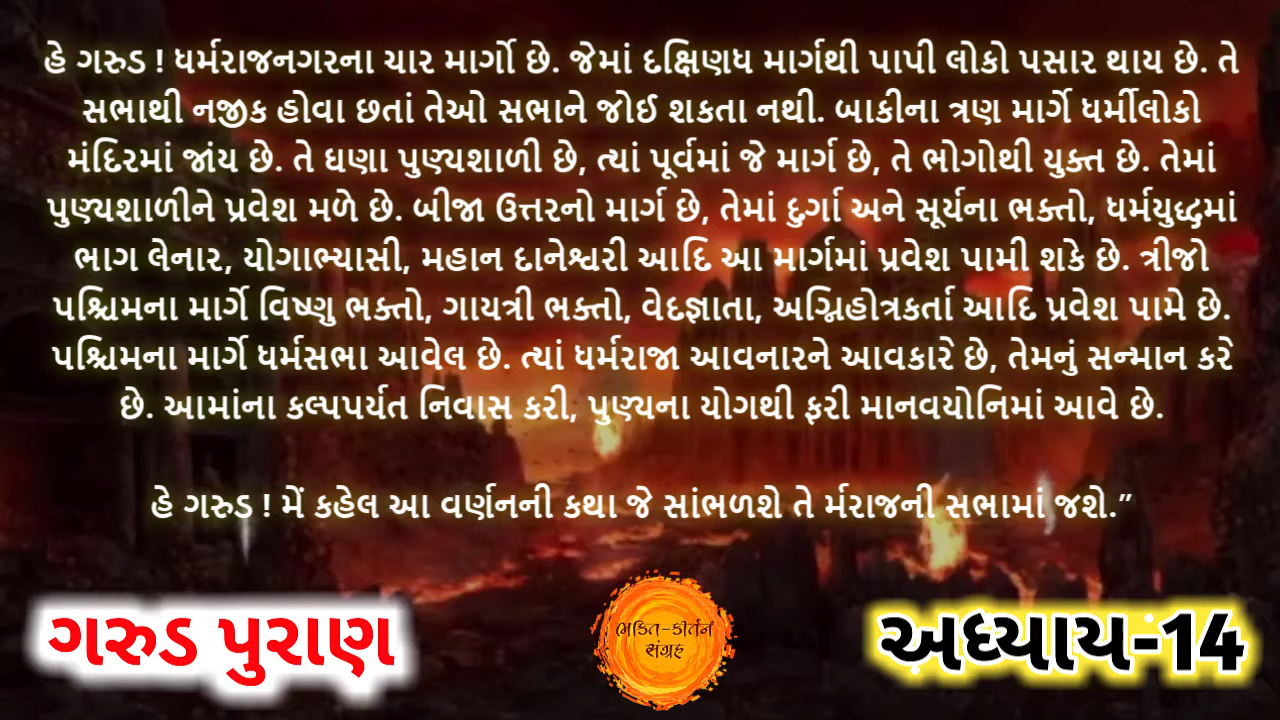 હે ગરુડ ! ધર્મરાજનગરના ચાર માર્ગો છે. જેમાં દક્ષિણધ માર્ગથી પાપી લોકો પસાર થાય છે. તે
સભાથી નજીક હોવા છતાં તેઓ સભાને જોઈ શકતા નથી. બાકીના ત્રણ માર્ગે ધર્મીલોકો
મંદિરમાં જાંય છે. તે ધણા પુણ્યશાળી છે, ત્યાં પૂર્વમાં જે માર્ગ છે, તે ભોગોથી યુક્ત છે. તેમાં
પુણ્યશાળીને પ્રવેશ મળે છે. બીજા ઉત્તરનો માર્ગ છે, તેમાં દુર્ગા અને સૂર્યના ભક્તો, ધર્મયુદ્ધમાં
ભાગ લેનાર, યોગાભ્યાસી, મહાન દાનેશ્વરી આદિ આ માર્ગમાં પ્રવેશ પામી શકે છે. ત્રીજો
પશ્ચિમના માર્ગે વિષ્ણુ ભક્તો, ગાયત્રી ભક્તો, વેદજ્ઞાતા, અગ્નિહોત્રકર્તા આદિ પ્રવેશ પામે છે.
પશ્ચિમના માર્ગે ધર્મસભા આવેલ છે. ત્યાં ધર્મરાજા આવનારને આવકારે છે, તેમનું સન્માન કરે
છે. આમાંના કલ્પપર્યત નિવાસ કરી, પુણ્યના યોગથી ફરી માનવયોનિમાં આવે છે.
હે ગરુડ ! મેં કહેલ આ વર્ણનની કથા જે સાંભળશે તે ર્મરાજની સભામાં જશે.”
ગરુડ પુરાણ
ભક્તિ-કીર્તન
સંગ્રહ
અધ્યાય-14